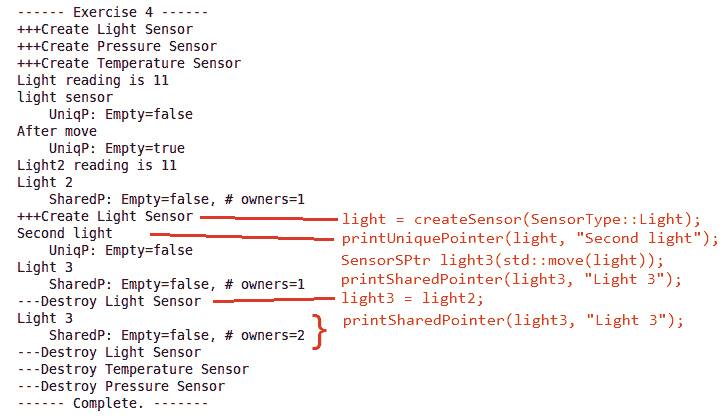 ------ Exercise 4 ------
+++Create Light Sensor
+++Create Pressure Sensor
+++Create Temperature Sensor
Light reading is 11
light sensor
    UniqP: Empty=false
After move
    UniqP: Empty=true
Light2 reading is 11
Light 2
    SharedP: Empty=false, # owners=1
+++Create Light Sensor light = createSensor(SensorType::Light);
Second light printUniquePointer(light, "Second light");
    UniqP: Empty=false SensorSPtr light3(std::move(light));
Light 3 printSharedPointer(light3, "Light 3");
    SharedP: Empty=false, # owners=1
---Destroy Light Sensor light3 = light2;
Light 3 printSharedPointer(light3, "Light 3");
    SharedP: Empty=false, # owners=2
---Destroy Light Sensor
---Destroy Temperature Sensor
---Destroy Pressure Sensor
------ Complete. -------